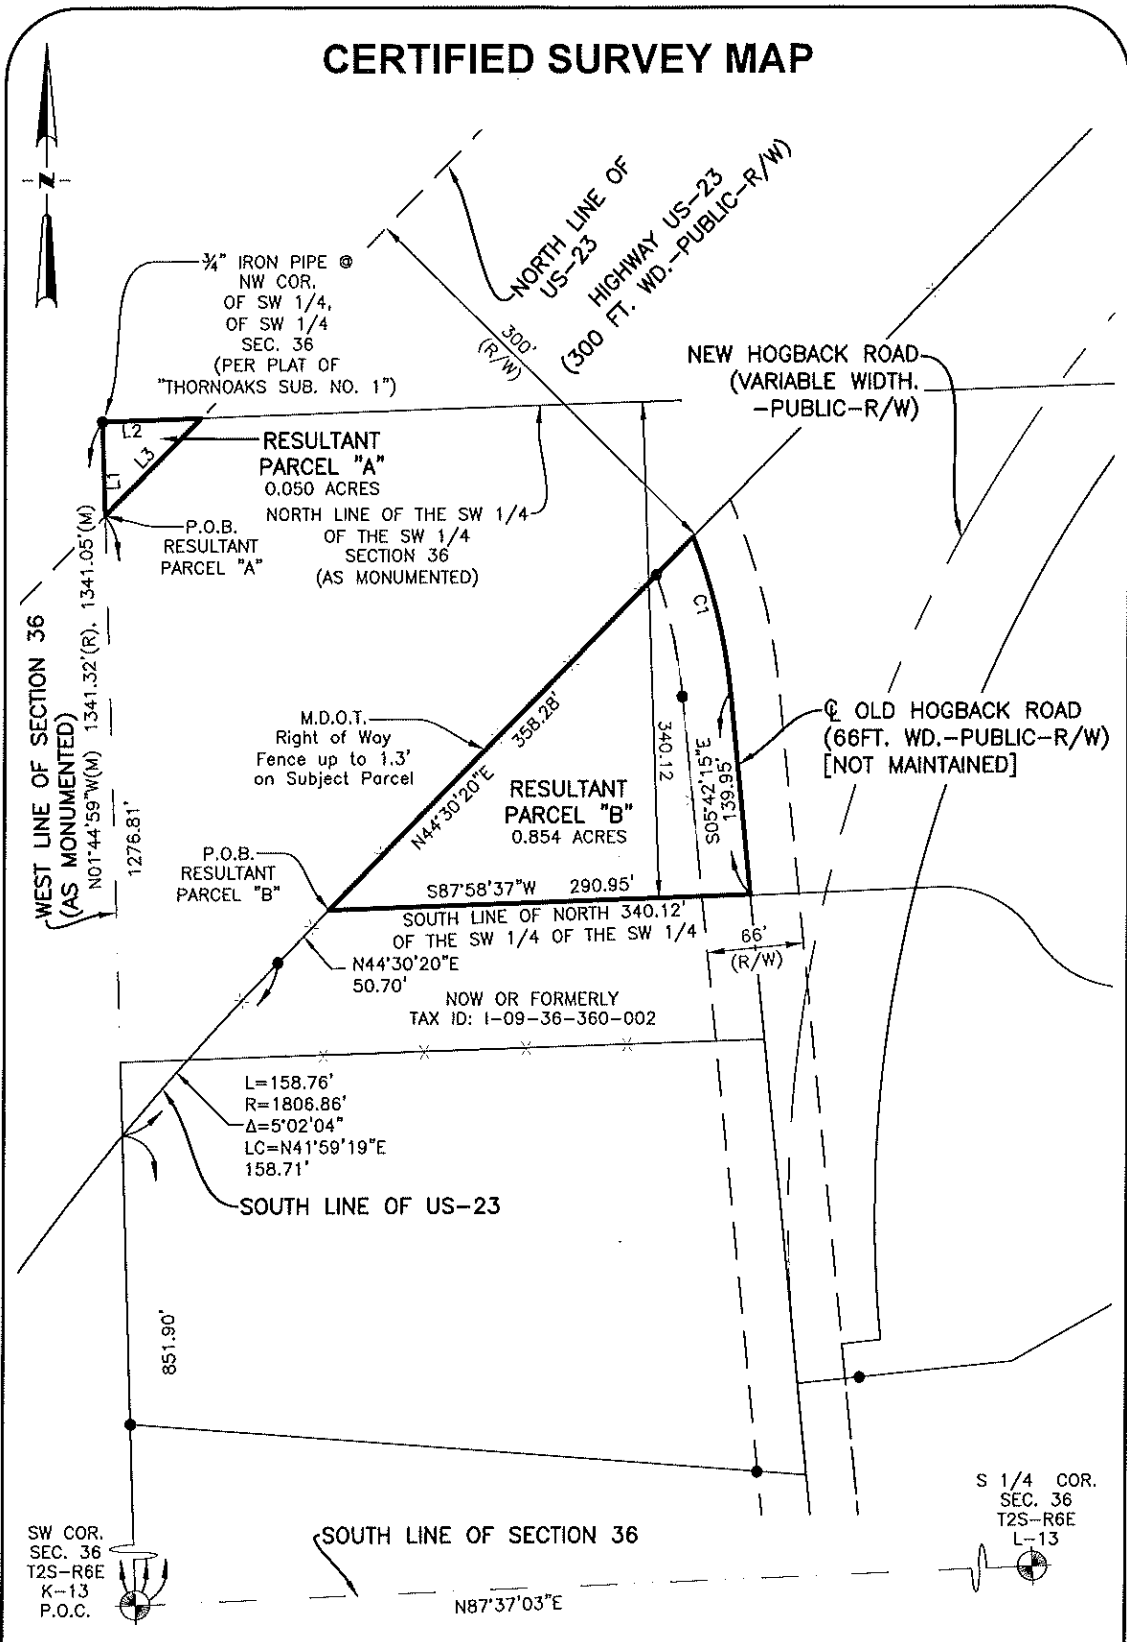 CERTIFIED SURVEY MAP
N
NORTH LINE OF
US-23
HIGHWAY US-23
(300 FT. WD.-PUBLIC-R/W)
300'
(R/W)
¾" IRON PIPE @
NW COR.
OF SW 1/4,
OF SW 1/4
SEC. 36
(PER PLAT OF
"THORNOAKS SUB. NO. 1")
NEW HOGBACK ROAD
(VARIABLE WIDTH.
-PUBLIC-R/W)
L2
L3
L1
RESULTANT
PARCEL "A"
0.050 ACRES
NORTH LINE OF THE SW 1/4
OF THE SW 1/4
SECTION 36
(AS MONUMENTED)
P.O.B.
RESULTANT
PARCEL "A"
WEST LINE OF SECTION 36
(AS MONUMENTED)
N01°44'59"W(M) 1341.32'(R), 1341.05'(M)
1276.81'
C1
M.D.O.T.
Right of Way
Fence up to 1.3'
on Subject Parcel
358.28'
N44°30'20"E
340.12
S05°42'15"E
139.95'
℄ OLD HOGBACK ROAD
(66FT. WD.-PUBLIC-R/W)
[NOT MAINTAINED]
RESULTANT
PARCEL "B"
0.854 ACRES
P.O.B.
RESULTANT
PARCEL "B"
S87°58'37"W 290.95'
SOUTH LINE OF NORTH 340.12'
OF THE SW 1/4 OF THE SW 1/4
66'
(R/W)
N44°30'20"E
50.70'
NOW OR FORMERLY
TAX ID: I-09-36-360-002
L=158.76'
R=1806.86'
Δ=5°02'04"
LC=N41°59'19"E
158.71'
SOUTH LINE OF US-23
851.90'
SW COR.
SEC. 36
T2S-R6E
K-13
P.O.C.
SOUTH LINE OF SECTION 36
N87°37'03"E
S 1/4 COR.
SEC. 36
T2S-R6E
L-13